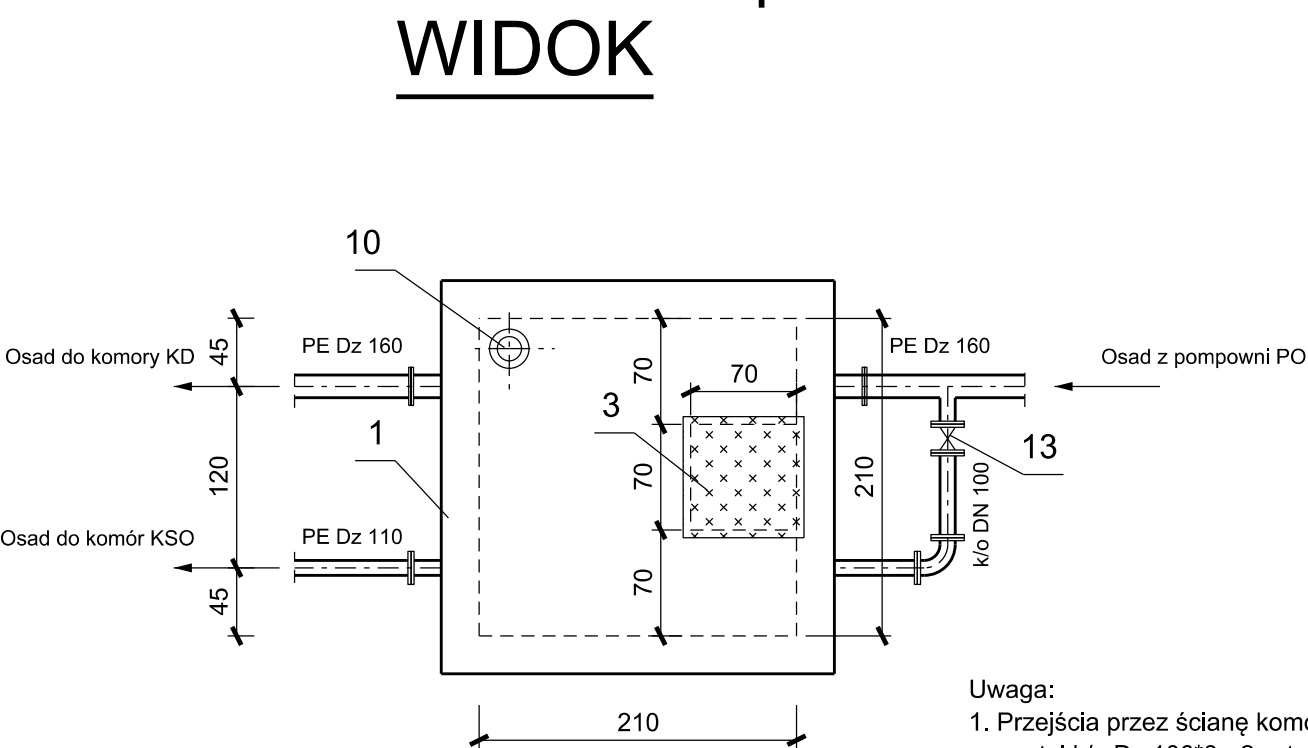 WIDOK
10
45
PE Dz 160
70
PE Dz 160
Osad do komory KD
Osad z pompowni PO
70
3
1
13
120
70
210
k/o DN 100
Osad do komór KSO
PE Dz 110
45
70
Uwaga:
210
1. Przejścia przez ścianę